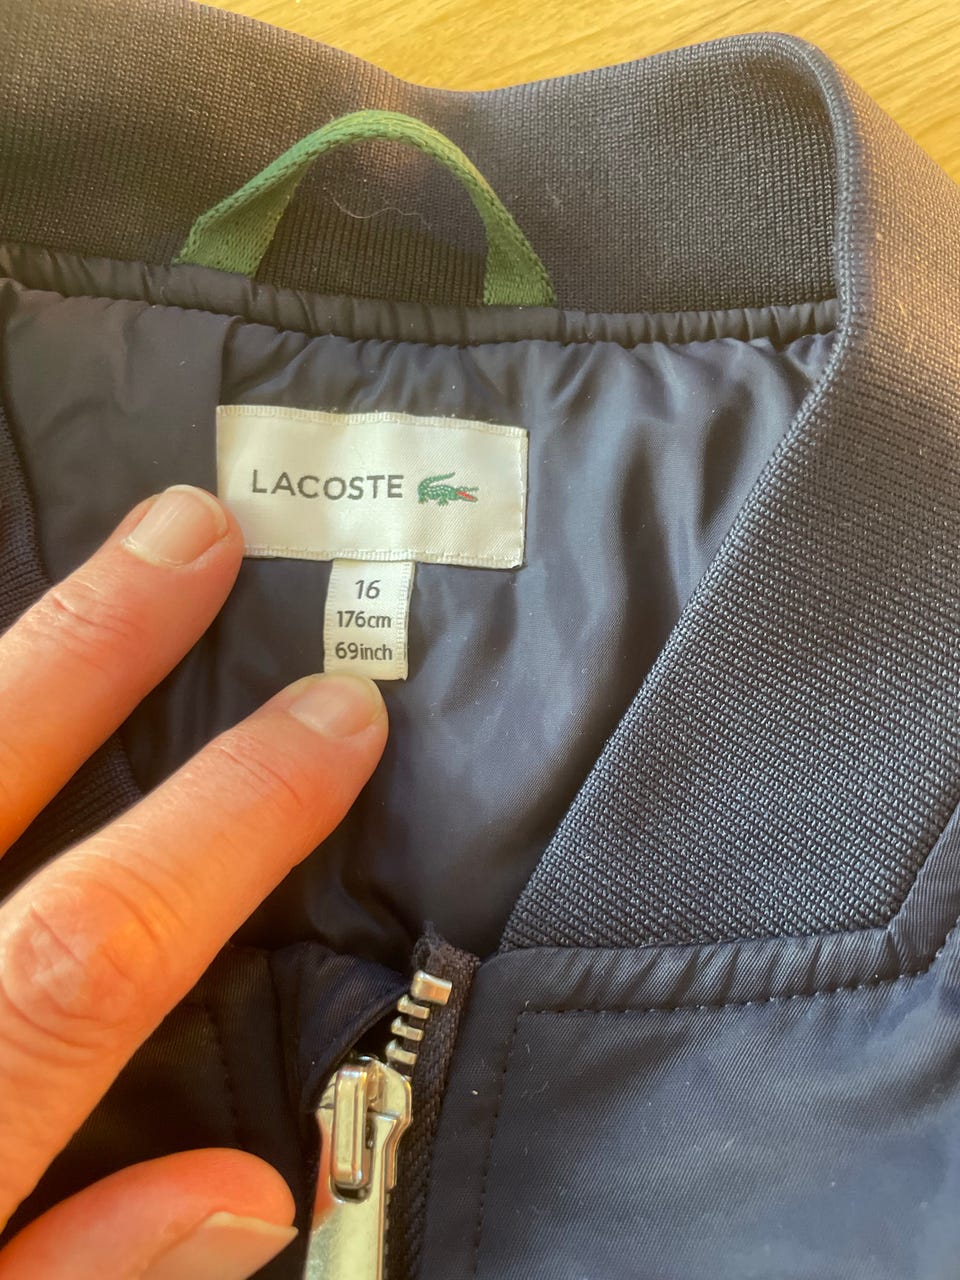 LACOSTE
16
176cm
69inch